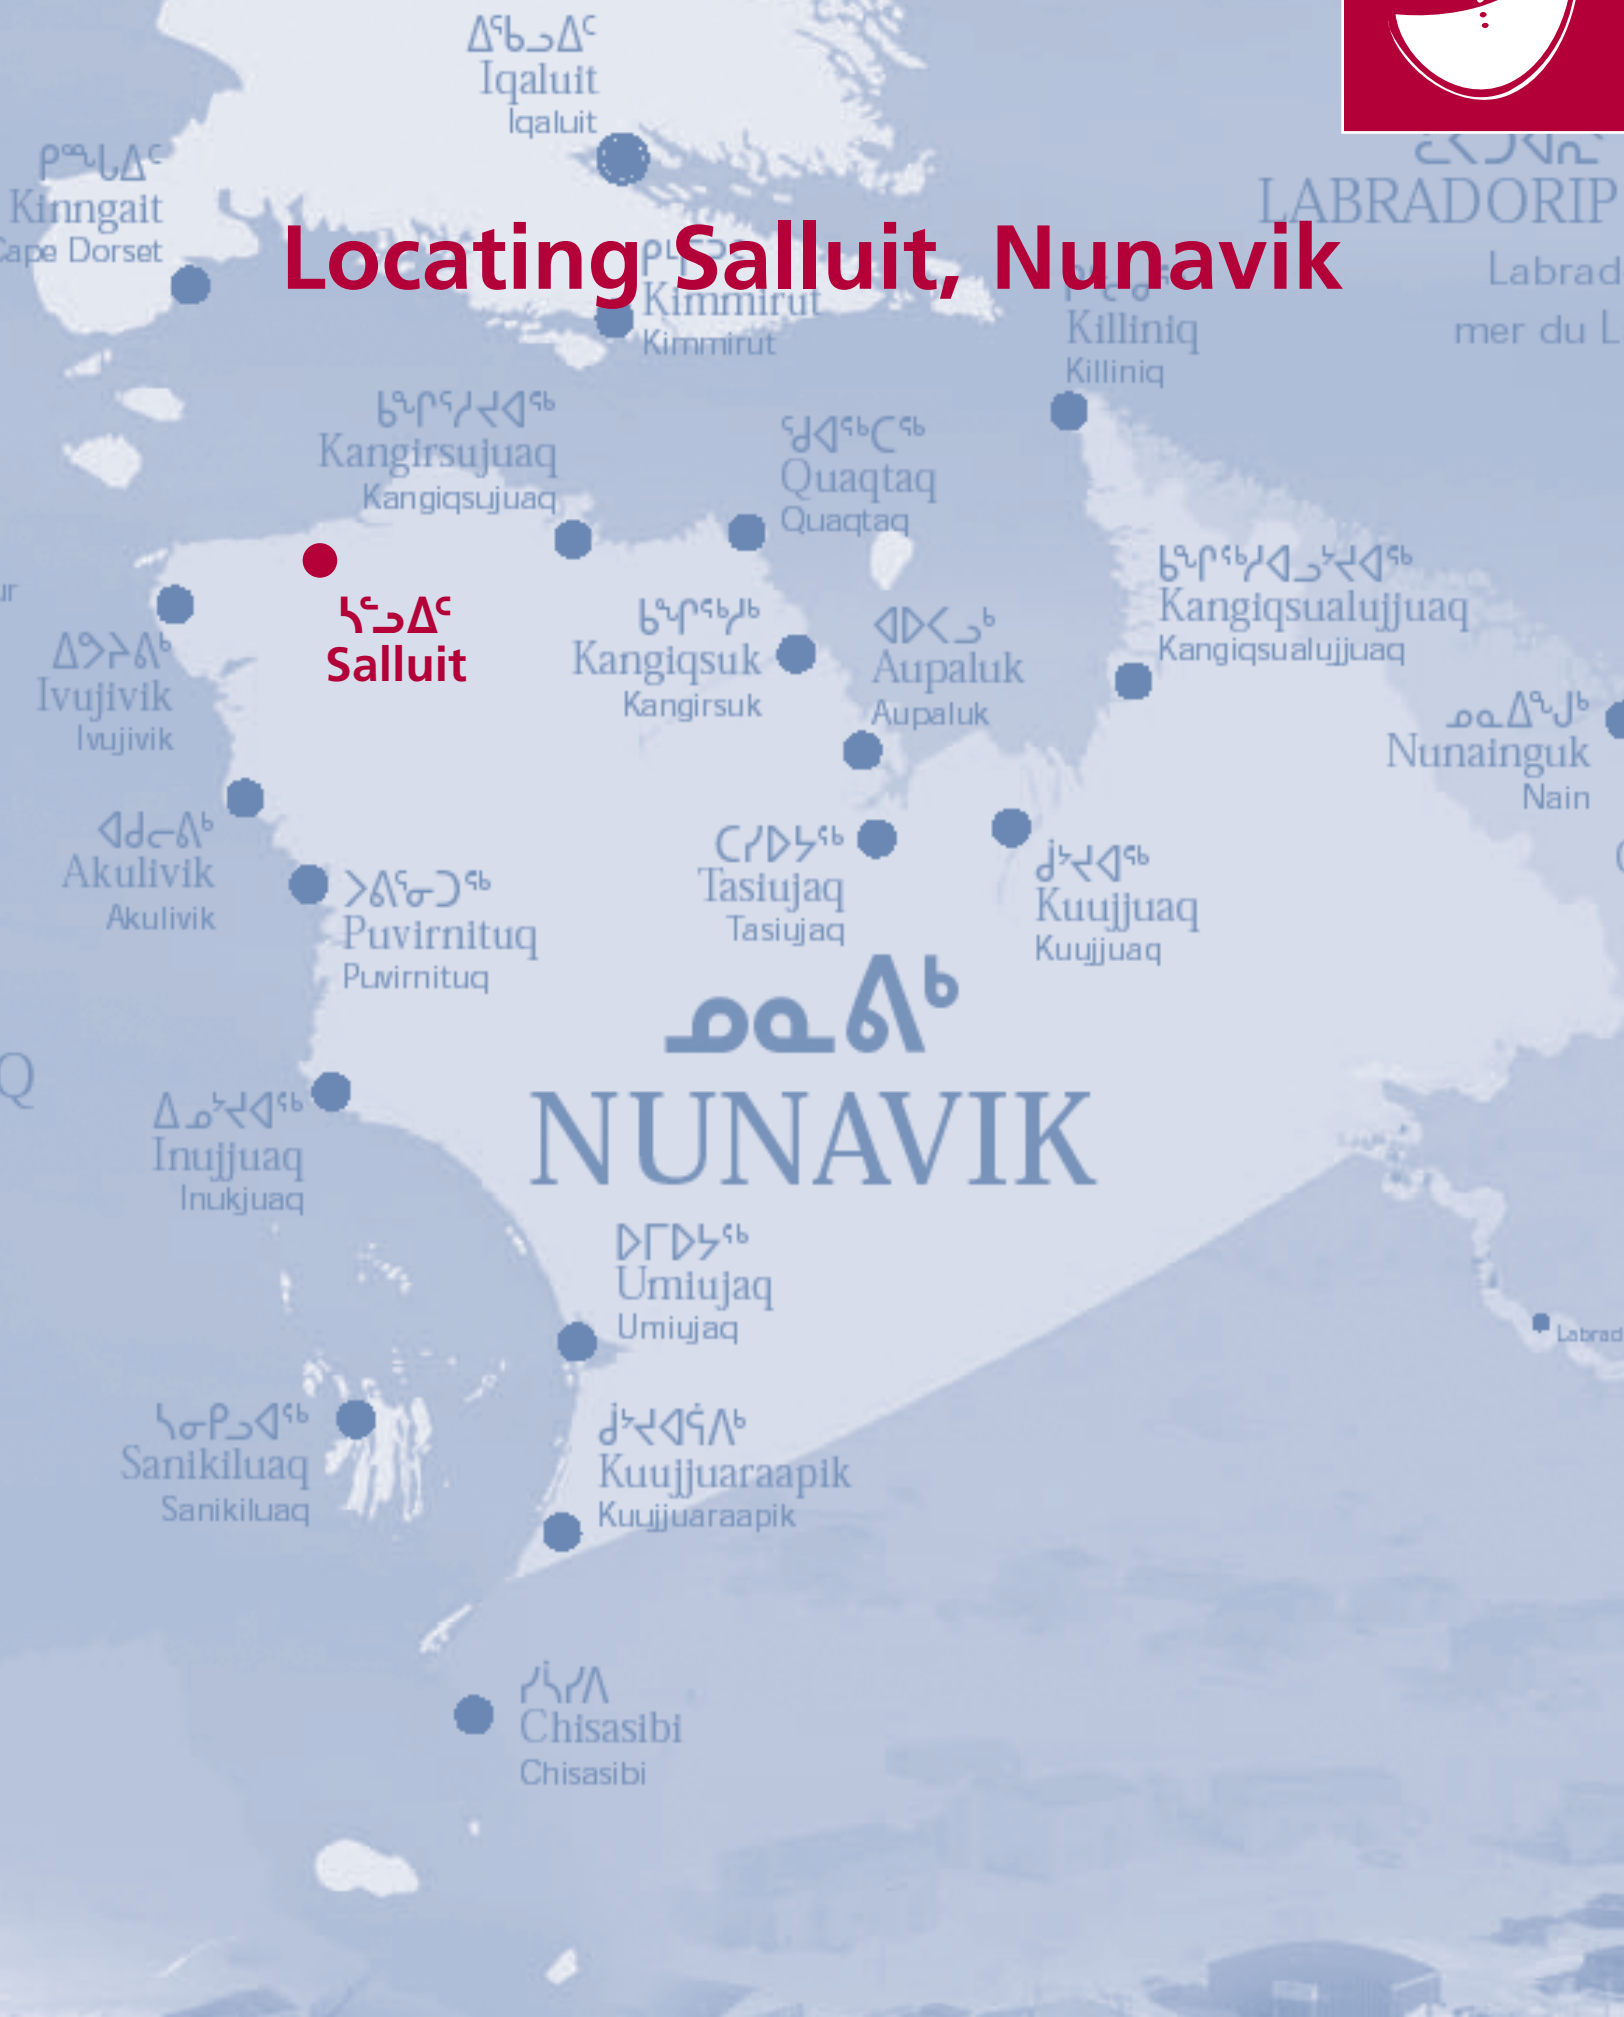 ᐃᖃᓗᐃᑦ
Iqaluit
Iqaluit
ᑭᙵᐃᑦ
Kinngait
Cape Dorset
LABRADORIP
Labrad
mer du L
Locating Salluit, Nunavik
Kimmirut
Kimmirut
Killiniq
Killiniq
ᑲᖏᕐᓱᔪᐊᖅ
Kangirsujuaq
Kangiqsujuaq
ᖁᐊᖅᑕᖅ
Quaqtaq
Quaqtaq
ᓴᓪᓗᐃᑦ
Salluit
ᐃᕗᔨᕕᒃ
Ivujivik
Ivujivik
ᑲᖏᖅᓱᒃ
Kangiqsuk
Kangirsuk
ᐊᐅᐸᓗᒃ
Aupaluk
Aupaluk
ᑲᖏᖅᓱᐊᓗᔾᔪᐊᖅ
Kangiqsualujjuaq
Kangiqsualujjuaq
ᓄᓇᐃᖑᒃ
Nunainguk
Nain
ᐊᑯᓕᕕᒃ
Akulivik
Akulivik
ᐳᕕᕐᓂᑐᖅ
Puvirnituq
Puvirnituq
ᑕᓯᐅᔭᖅ
Tasiujaq
Tasiujaq
ᑰᔾᔪᐊᖅ
Kuujjuaq
Kuujjuaq
ᓄᓇᕕᒃ
NUNAVIK
Q
ᐃᓄᔾᔪᐊᖅ
Inujjuaq
Inukjuaq
ᐅᒥᐅᔭᖅ
Umiujaq
Umiujaq
Labrad
ᓴᓂᑭᓗᐊᖅ
Sanikiluaq
Sanikiluaq
ᑰᔾᔪᐊᕌᐱᒃ
Kuujjuaraapik
Kuujjuaraapik
ᓯᓵᓯᐱ
Chisasibi
Chisasibi